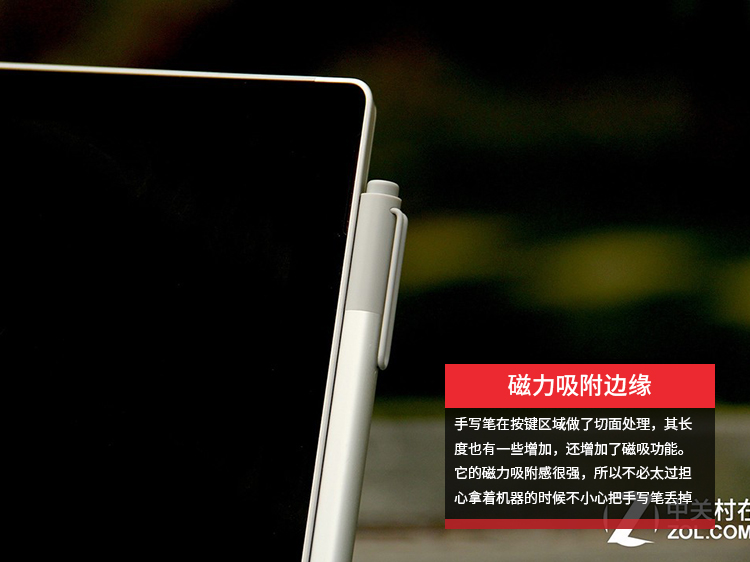 磁力吸附边缘
手写笔在按键区域做了切面处理，其长
度也有一些增加，还增加了磁吸功能。
它的磁力吸附感很强，所以不必太过担
心拿着机器的时候不小心把手写笔丢掉
中关村在
ZOL.COM